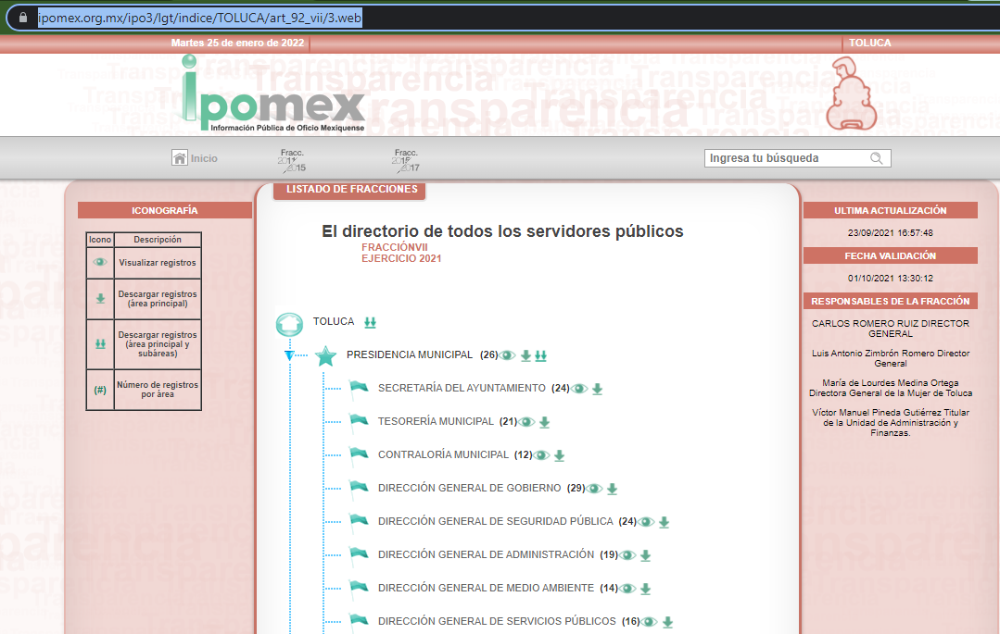 ipomex.org.mx/ipo3/lgt/indice/TOLUCA/art_92_vii/3.web
Martes 25 de enero de 2022
TOLUCA
ipomex
Información Pública de Oficio Mexiquense
Transparencia
Inicio
Fracc.
2011
2015
Fracc.
2015
2017
Ingresa tu búsqueda
ICONOGRAFÍA
Icono Descripción
Visualizar registros
Descargar registros
(área principal)
Descargar registros
(área principal y
subáreas)
(#) Número de registros
por área
LISTADO DE FRACCIONES
El directorio de todos los servidores públicos
FRACCIÓNVII
EJERCICIO 2021
TOLUCA
PRESIDENCIA MUNICIPAL (26)
SECRETARÍA DEL AYUNTAMIENTO (24)
TESORERÍA MUNICIPAL (21)
CONTRALORÍA MUNICIPAL (12)
DIRECCIÓN GENERAL DE GOBIERNO (29)
DIRECCIÓN GENERAL DE SEGURIDAD PÚBLICA (24)
DIRECCIÓN GENERAL DE ADMINISTRACIÓN (19)
DIRECCIÓN GENERAL DE MEDIO AMBIENTE (14)
DIRECCIÓN GENERAL DE SERVICIOS PÚBLICOS (16)
ULTIMA ACTUALIZACIÓN
23/09/2021 16:57:48
FECHA VALIDACIÓN
01/10/2021 13:30:12
RESPONSABLES DE LA FRACCIÓN
CARLOS ROMERO RUIZ DIRECTOR
GENERAL
Luis Antonio Zimbrón Romero Director
General
María de Lourdes Medina Ortega
Directora General de la Mujer de Toluca
Víctor Manuel Pineda Gutiérrez Titular
de la Unidad de Administración y
Finanzas.